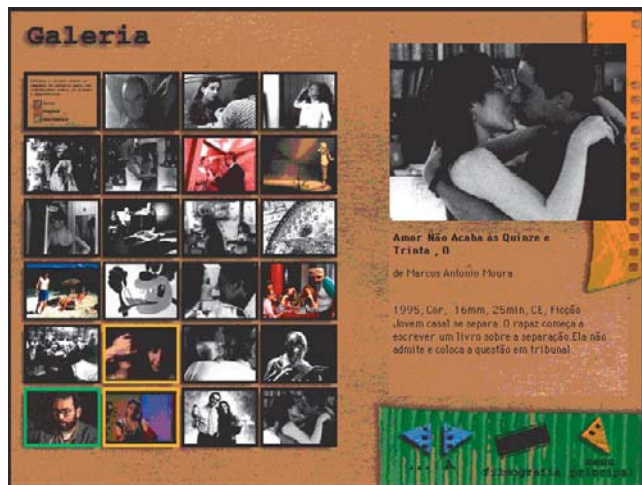 Galeria
Amor Não Acaba às Quinze e
Trinta , O
de Marcus Antonio Moura
1995, Cor, 16mm, 25min, CE, Ficção
Jovem casal se separa. O rapaz começa a
escrever um livro sobre a separação.Ela não
admite e coloca a questão em tribunal.
... A
menu
filmografia principal